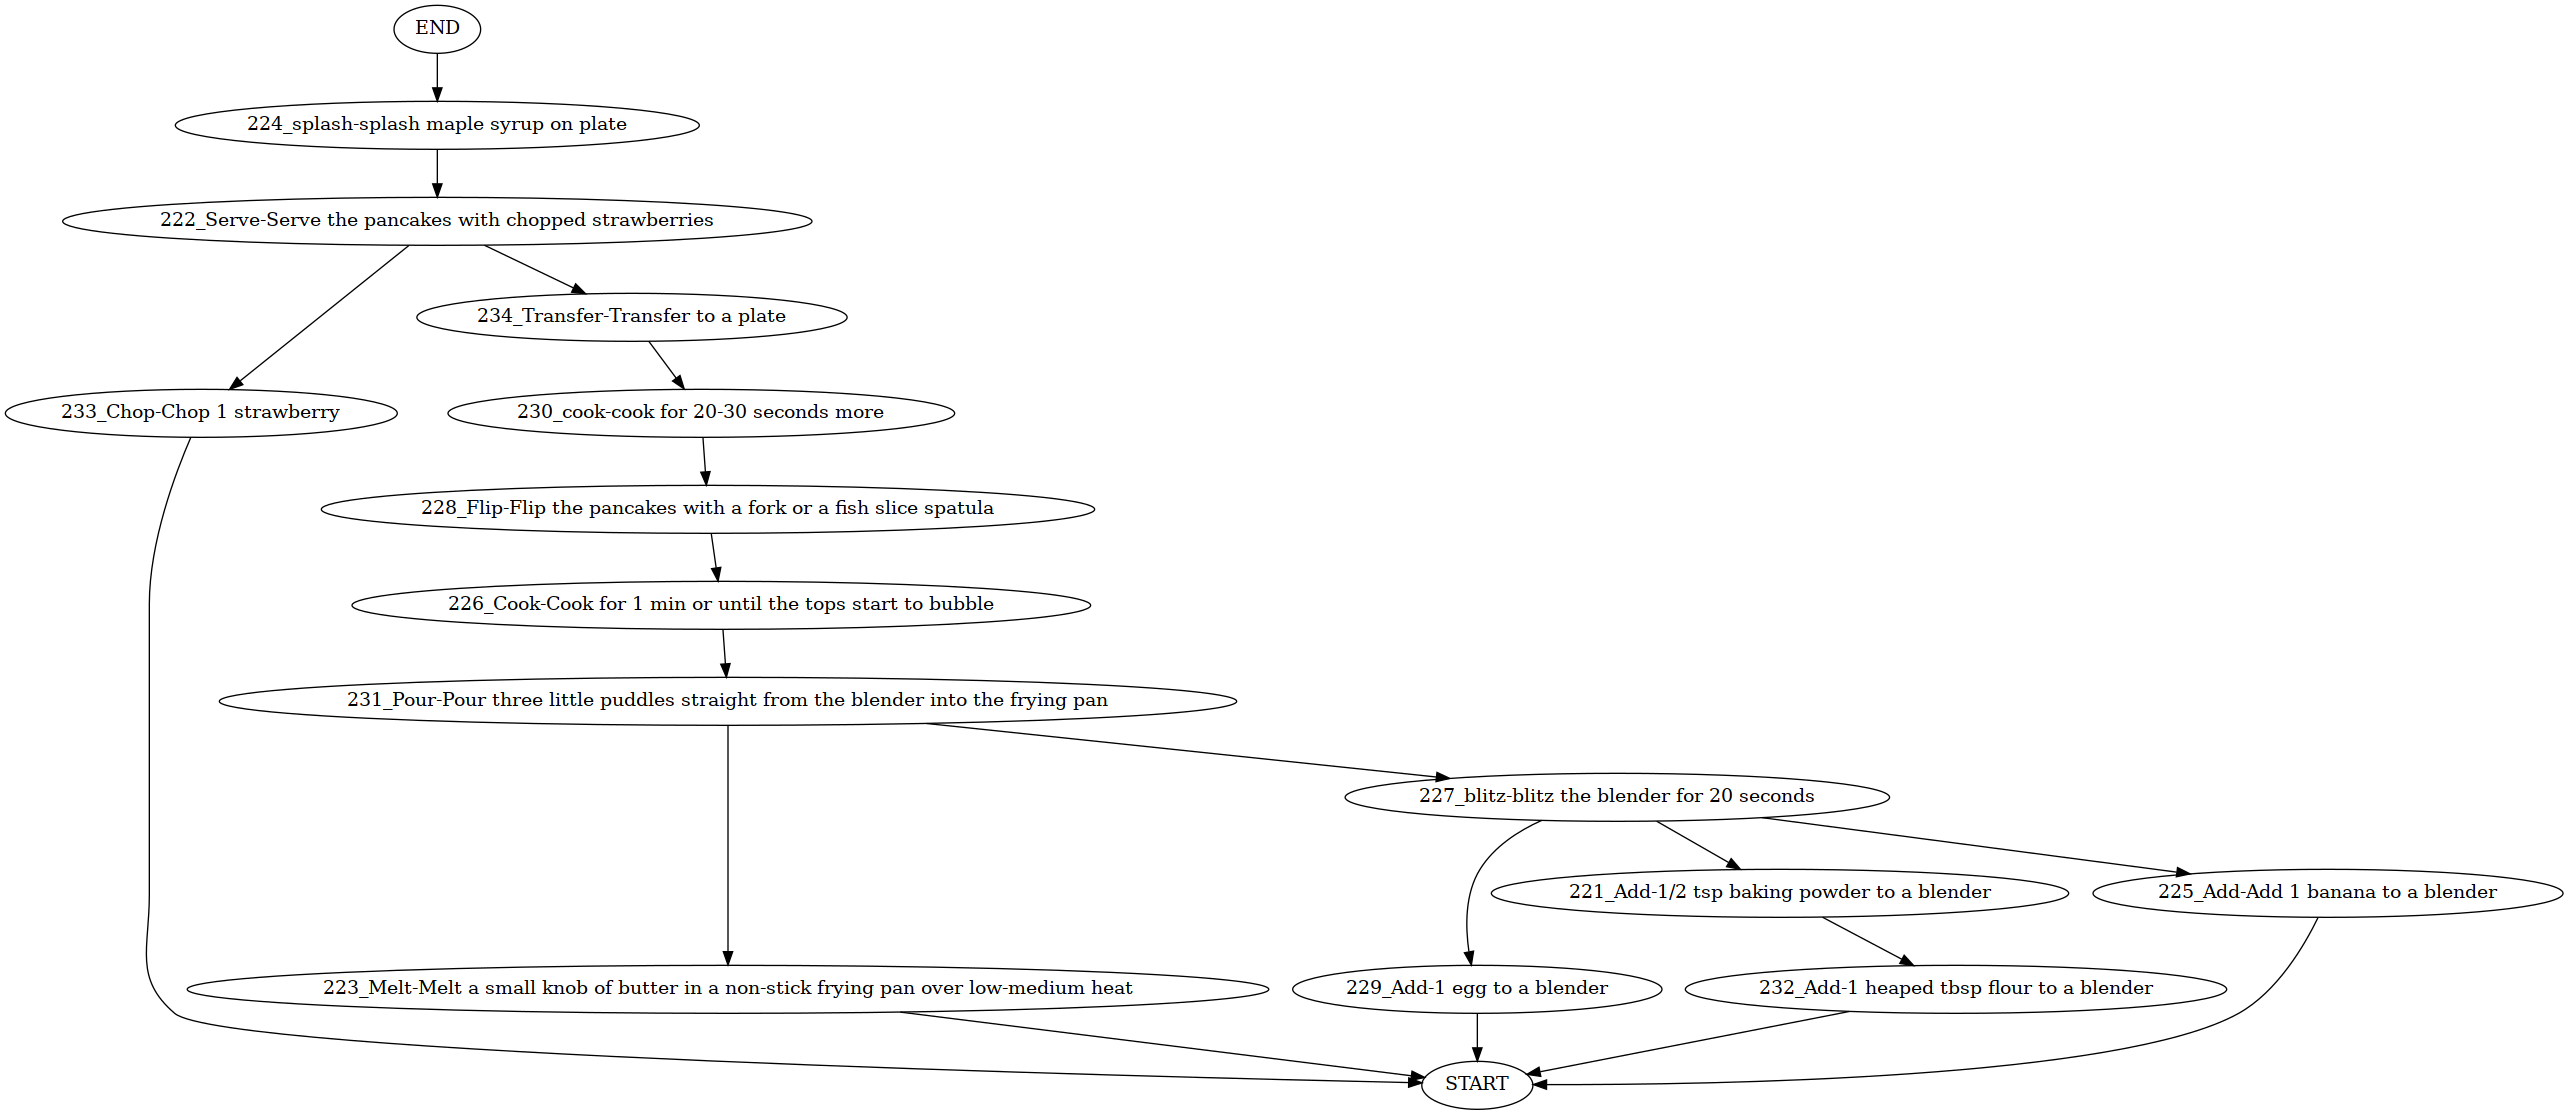 END
224_splash-splash maple syrup on plate
222_Serve-Serve the pancakes with chopped strawberries
234_Transfer-Transfer to a plate
233_Chop-Chop 1 strawberry
230_cook-cook for 20-30 seconds more
228_Flip-Flip the pancakes with a fork or a fish slice spatula
226_Cook-Cook for 1 min or until the tops start to bubble
231_Pour-Pour three little puddles straight from the blender into the frying pan
227_blitz-blitz the blender for 20 seconds
221_Add-1/2 tsp baking powder to a blender
225_Add-Add 1 banana to a blender
223_Melt-Melt a small knob of butter in a non-stick frying pan over low-medium heat
229_Add-1 egg to a blender
232_Add-1 heaped tbsp flour to a blender
START